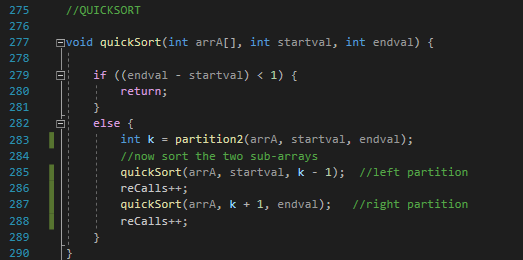 275 //QUICKSORT
276
277 void quickSort(int arrA[], int startval, int endval) {
278
279 if ((endval - startval) < 1) {
280 return;
281 }
282 else {
283 int k = partition2(arrA, startval, endval);
284 //now sort the two sub-arrays
285 quickSort(arrA, startval, k - 1); //left partition
286 reCalls++;
287 quickSort(arrA, k + 1, endval); //right partition
288 reCalls++;
289 }
290 }